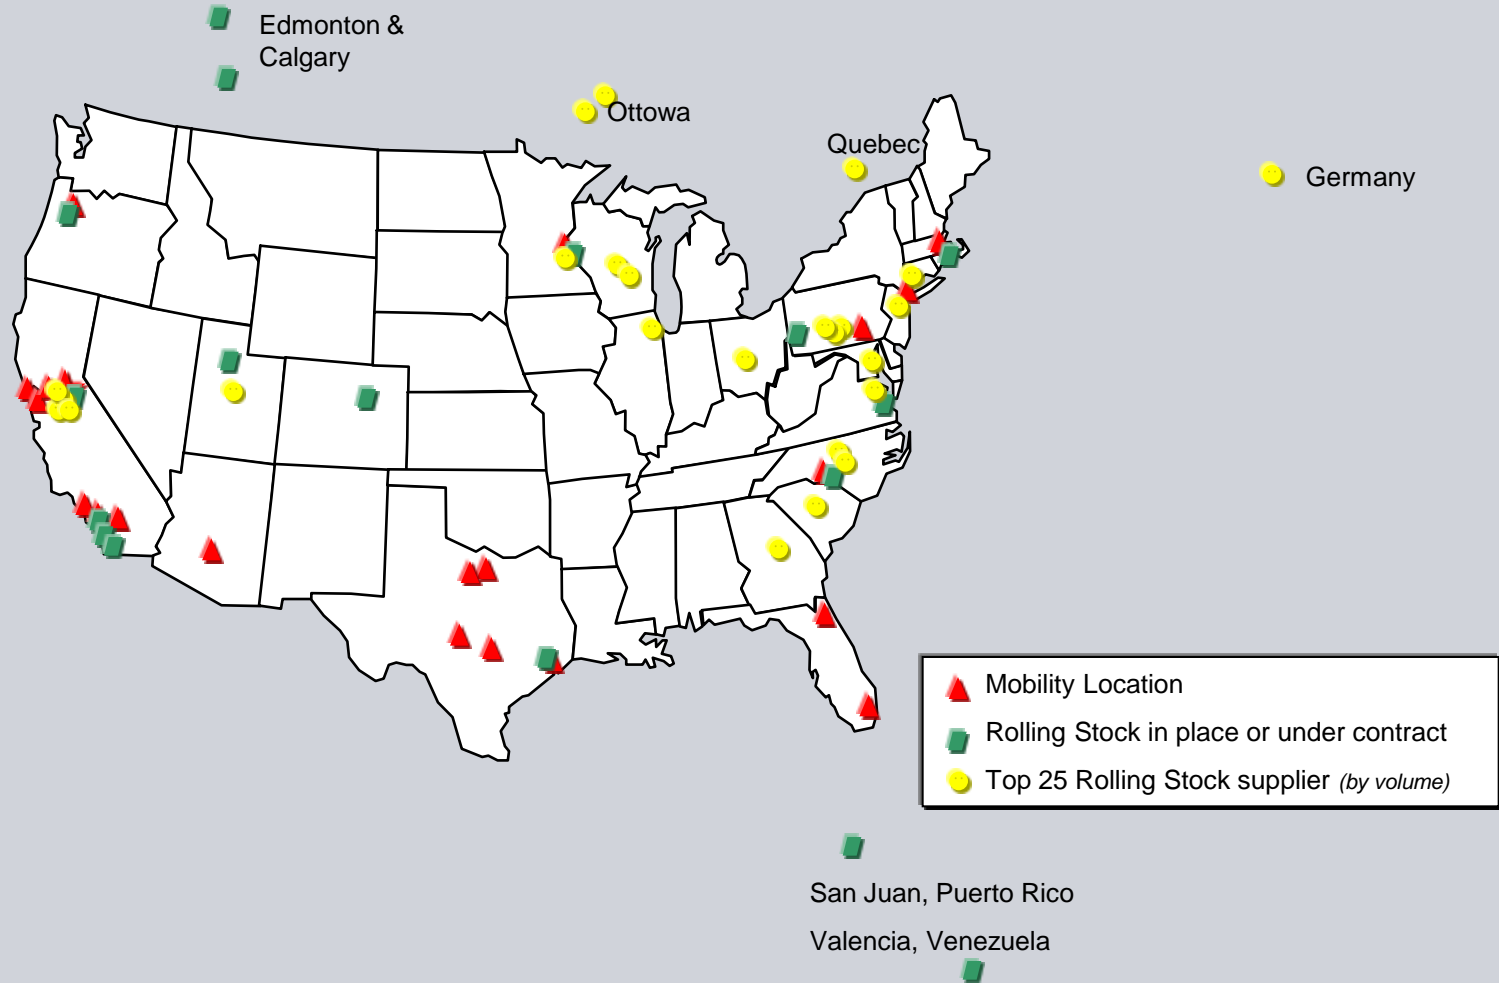 Edmonton &
Calgary
Ottowa
Quebec
Germany
Mobility Location
Rolling Stock in place or under contract
Top 25 Rolling Stock supplier (by volume)
San Juan, Puerto Rico
Valencia, Venezuela